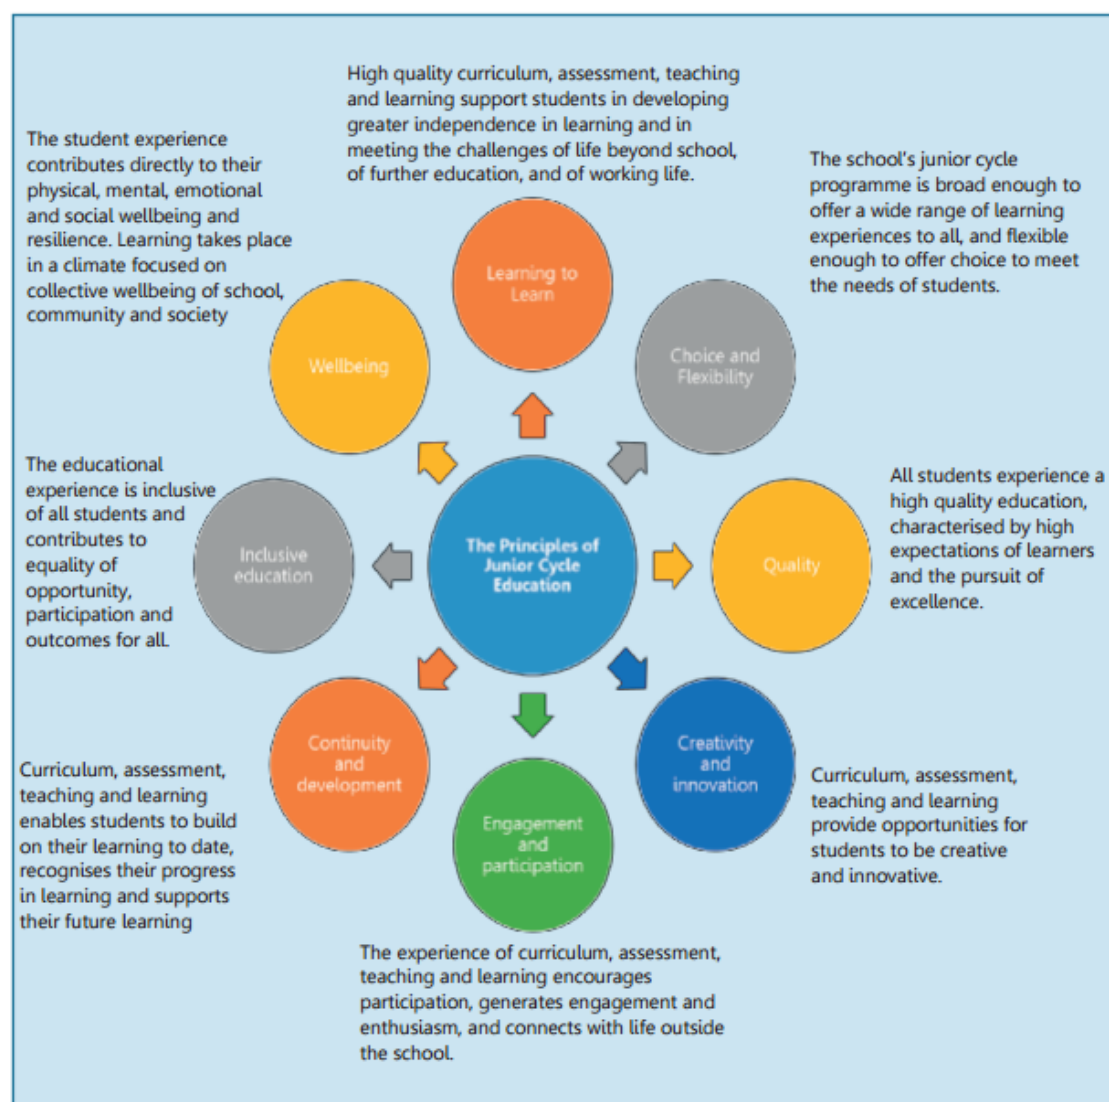 High quality curriculum, assessment, teaching
and learning support students in developing
greater independence in learning and in
meeting the challenges of life beyond school,
of further education, and of working life.
The student experience
contributes directly to their
physical, mental, emotional
and social wellbeing and
resilience. Learning takes place
in a climate focused on
collective wellbeing of school,
community and society
The school's junior cycle
programme is broad enough to
offer a wide range of learning
experiences to all, and flexible
enough to offer choice to meet
the needs of students.
Learning to
Learn
Wellbeing
Choice and
Flexibility
The educational
experience is inclusive
of all students and
contributes to
equality of
opportunity,
participation and
outcomes for all.
Inclusive
education
The Principles of
Junior Cycle
Education
Quality
All students experience a
high quality education,
characterised by high
expectations of learners
and the pursuit of
excellence.
Continuity
and
development
Creativity
and
innovation
Curriculum, assessment,
teaching and learning
enables students to build
on their learning to date,
recognises their progress
in learning and supports
their future learning
Engagement
and
participation
Curriculum, assessment,
teaching and learning
provide opportunities for
students to be creative
and innovative.
The experience of curriculum, assessment,
teaching and learning encourages
participation, generates engagement and
enthusiasm, and connects with life outside
the school.